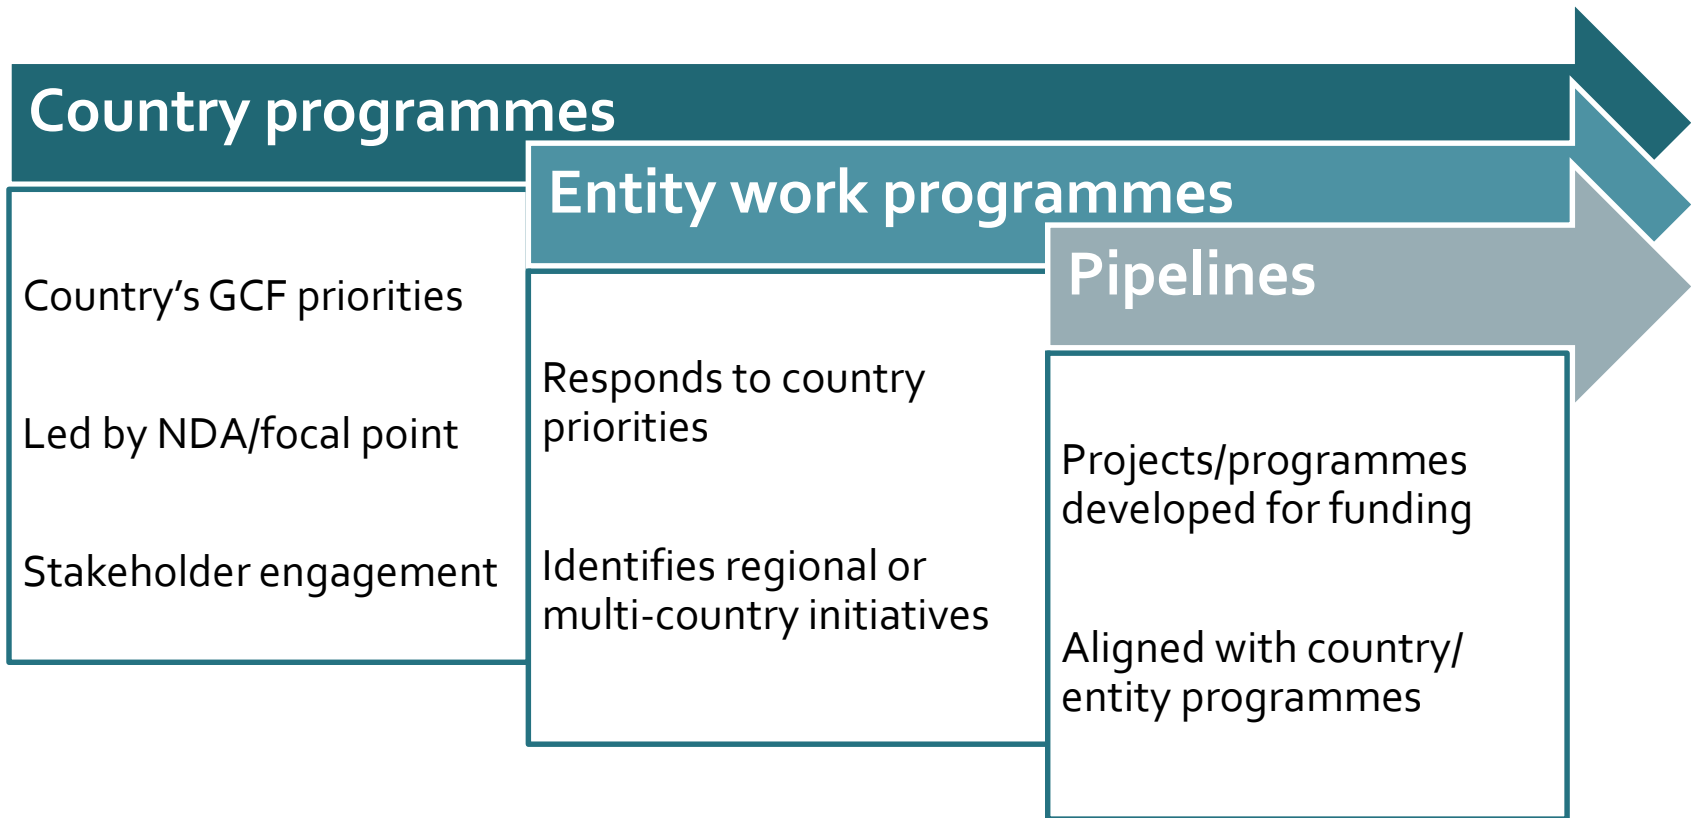 Country programmes
Country’s GCF priorities
Led by NDA/focal point
Stakeholder engagement
Entity work programmes
Responds to country
priorities
Identifies regional or
multi-country initiatives
Pipelines
Projects/programmes
developed for funding
Aligned with country/
entity programmes